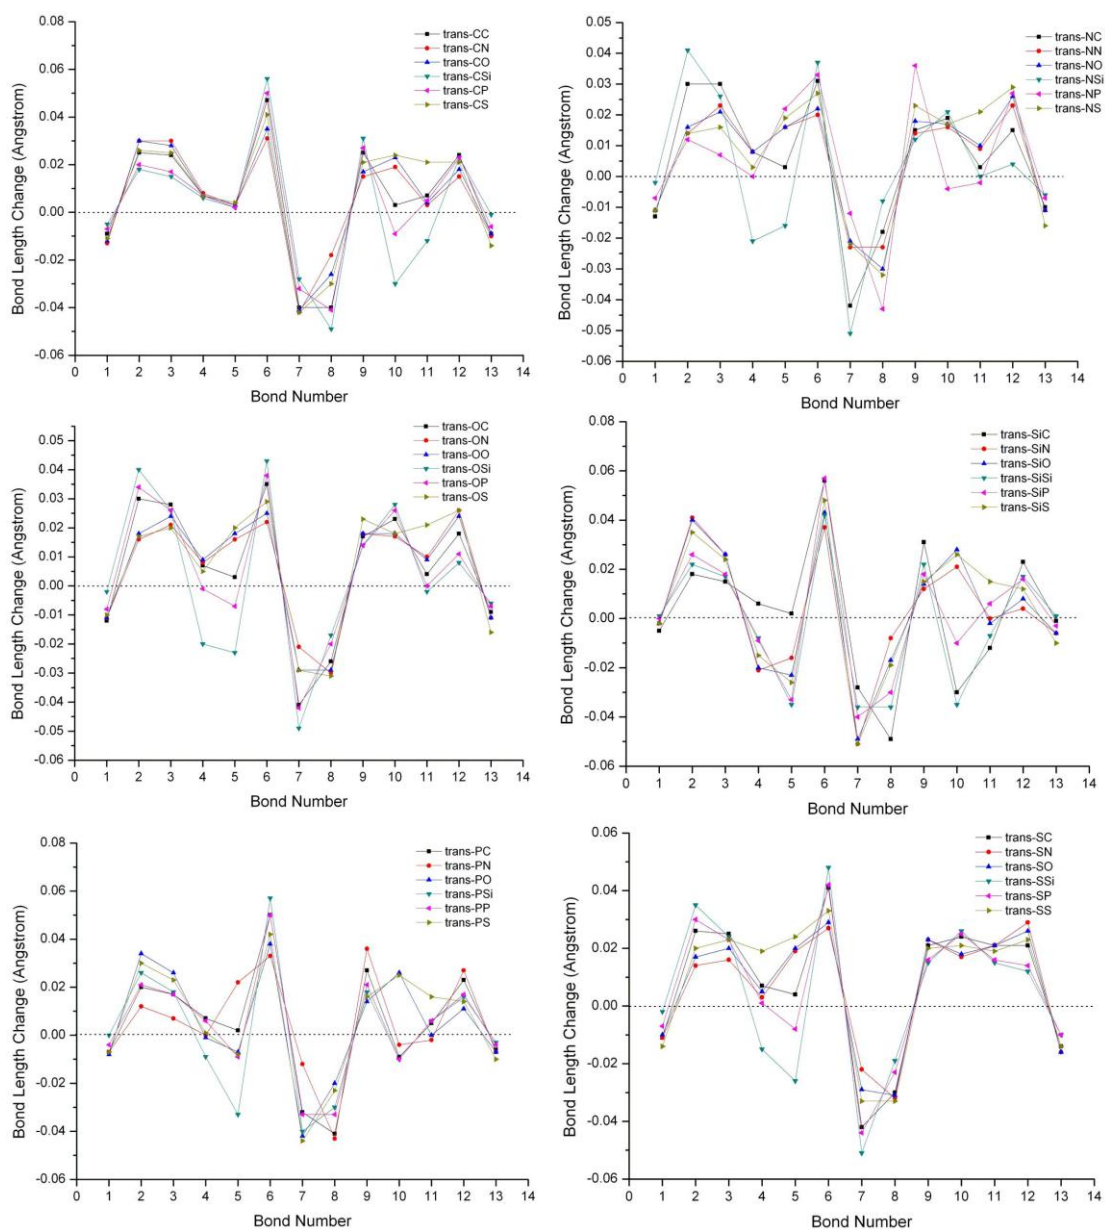 0.08
0.06
0.04
0.02
0.00
-0.02
-0.04
-0.06
Bond Length Change (Angstrom)
trans-CC
trans-CN
trans-CO
trans-CSi
trans-CP
trans-CS
0 1 2 3 4 5 6 7 8 9 10 11 12 13 14
Bond Number
0.05
0.04
0.03
0.02
0.01
0.00
-0.01
-0.02
-0.03
-0.04
-0.05
-0.06
Bond Length Change (Angstrom)
trans-NC
trans-NN
trans-NO
trans-NSi
trans-NP
trans-NS
0 1 2 3 4 5 6 7 8 9 10 11 12 13 14
Bond Number
0.05
0.04
0.03
0.02
0.01
0.00
-0.01
-0.02
-0.03
-0.04
-0.05
-0.06
Bond Length Change (Angstrom)
trans-OC
trans-ON
trans-OO
trans-OSi
trans-OP
trans-OS
0 1 2 3 4 5 6 7 8 9 10 11 12 13 14
Bond Number
0.08
0.06
0.04
0.02
0.00
-0.02
-0.04
-0.06
Bond Length Change (Angstrom)
trans-SiC
trans-SiN
trans-SiO
trans-SiSi
trans-SiP
trans-SiS
0 1 2 3 4 5 6 7 8 9 10 11 12 13 14
Bond Number
0.08
0.06
0.04
0.02
0.00
-0.02
-0.04
-0.06
Bond Length Change (Angstrom)
trans-PC
trans-PN
trans-PO
trans-PSi
trans-PP
trans-PS
0 1 2 3 4 5 6 7 8 9 10 11 12 13 14
Bond Number
0.06
0.04
0.02
0.00
-0.02
-0.04
-0.06
Bond Length Change (Angstrom)
trans-SC
trans-SN
trans-SO
trans-SSi
trans-SP
trans-SS
0 1 2 3 4 5 6 7 8 9 10 11 12 13 14
Bond Number